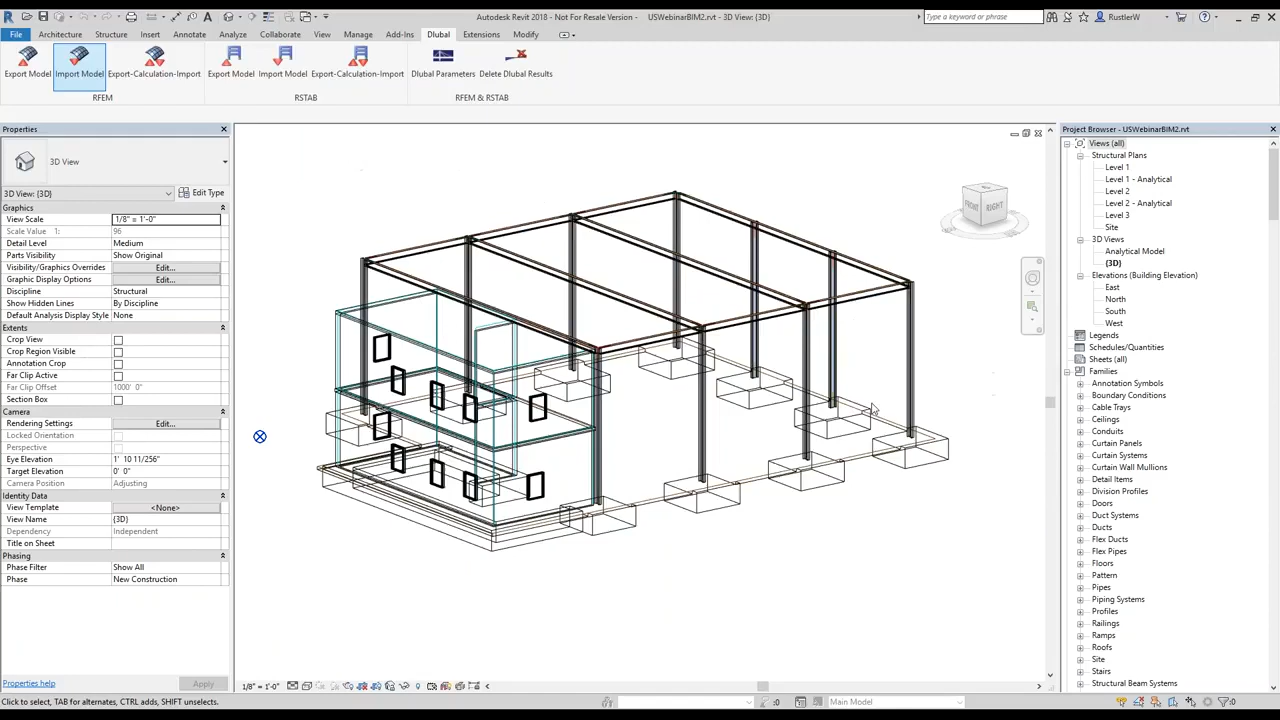 Autodesk Revit 2018 - Not For Resale Version - USWebinarBIM2.rvt - 3D View: {3D}
Type a keyword or phrase
RustlerW
File Architecture Structure Insert Annotate Analyze Collaborate View Manage Add-Ins Dlubal Extensions Modify
Export Model Import Model Export-Calculation-Import Export Model Import Model Export-Calculation-Import Dlubal Parameters Delete Dlubal Results
RFEM RSTAB RFEM & RSTAB
Properties
3D View
3D View: {3D} Edit Type
Graphics
View Scale 1/8" = 1'-0"
Scale Value 1: 96
Detail Level Medium
Parts Visibility Show Original
Visibility/Graphics Overrides Edit...
Graphic Display Options Edit...
Discipline Structural
Show Hidden Lines By Discipline
Default Analysis Display Style None
Extents
Crop View
Crop Region Visible
Annotation Crop
Far Clip Active
Far Clip Offset 1000' 0"
Section Box
Camera
Rendering Settings Edit...
Locked Orientation
Perspective
Eye Elevation 1' 10 11/256"
Target Elevation 0' 0"
Camera Position Adjusting
Identity Data
View Template <None>
View Name {3D}
Dependency Independent
Title on Sheet
Phasing
Phase Filter Show All
Phase New Construction
Properties help Apply
FRONT RIGHT
1/8" = 1'-0"
Project Browser - USWebinarBIM2.rvt
Views (all)
Structural Plans
Level 1
Level 1 - Analytical
Level 2
Level 2 - Analytical
Level 3
Site
3D Views
Analytical Model
{3D}
Elevations (Building Elevation)
East
North
South
West
Legends
Schedules/Quantities
Sheets (all)
Families
Annotation Symbols
Boundary Conditions
Cable Trays
Ceilings
Conduits
Curtain Panels
Curtain Systems
Curtain Wall Mullions
Detail Items
Division Profiles
Doors
Duct Systems
Ducts
Flex Ducts
Flex Pipes
Floors
Pattern
Pipes
Piping Systems
Profiles
Railings
Ramps
Roofs
Site
Stairs
Structural Beam Systems
Click to select, TAB for alternates, CTRL adds, SHIFT unselects. :0 Main Model :0